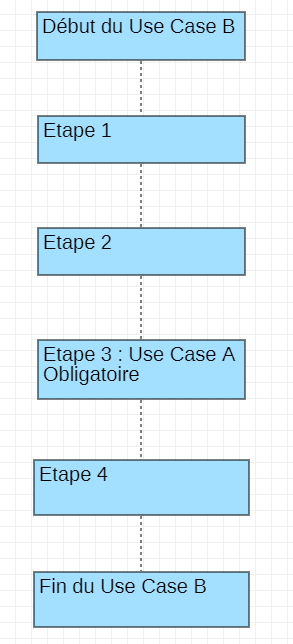 Début du Use Case B
Etape 1
Etape 2
Etape 3 : Use Case A
Obligatoire
Etape 4
Fin du Use Case B